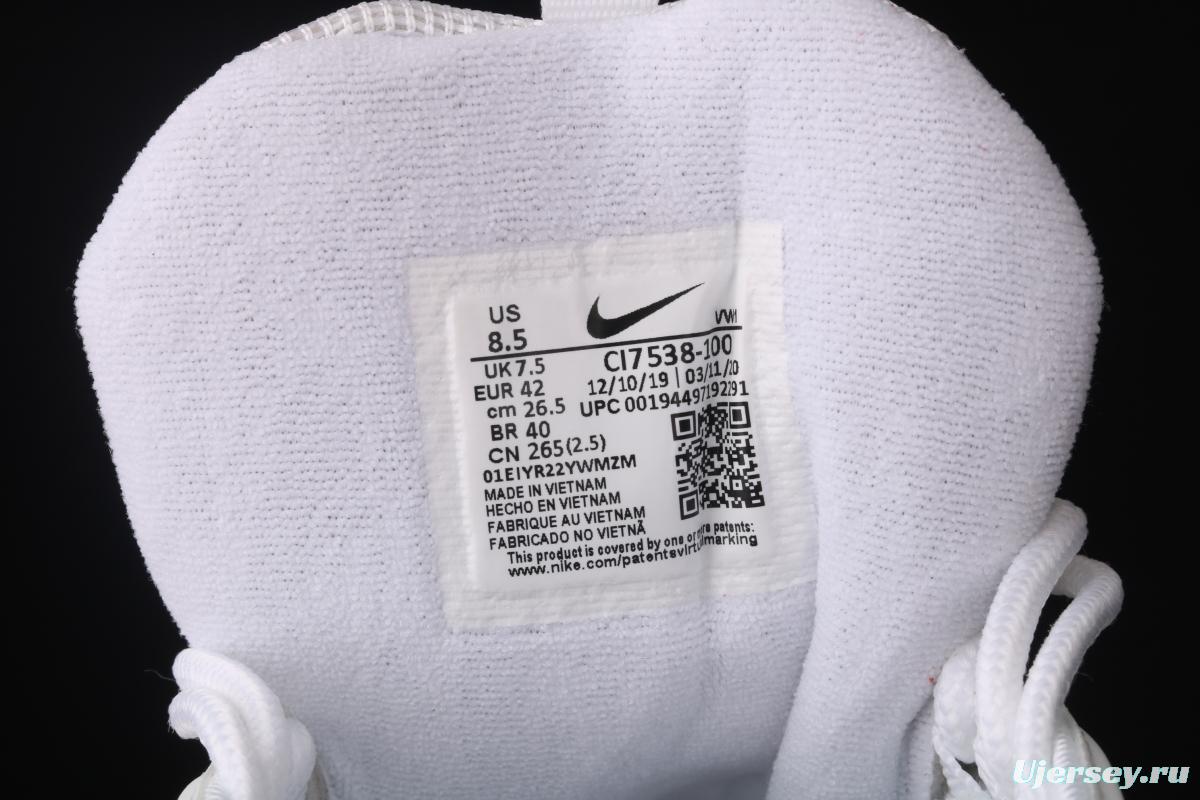 US
8.5
VW1
CI7538-100
UK 7.5
12/10/19 | 03/11/20
EUR 42
UPC 00194497192291
cm 26.5
BR 40
CN 265(2.5)
01EIYR22YWMZM
MADE IN VIETNAM
HECHO EN VIETNAM
FABRIQUE AU VIETNAM
FABRICADO NO VIETNÃ
This product is covered by one or more patents:
www.nike.com/patentsvirtualmarking
Ujersey.ru